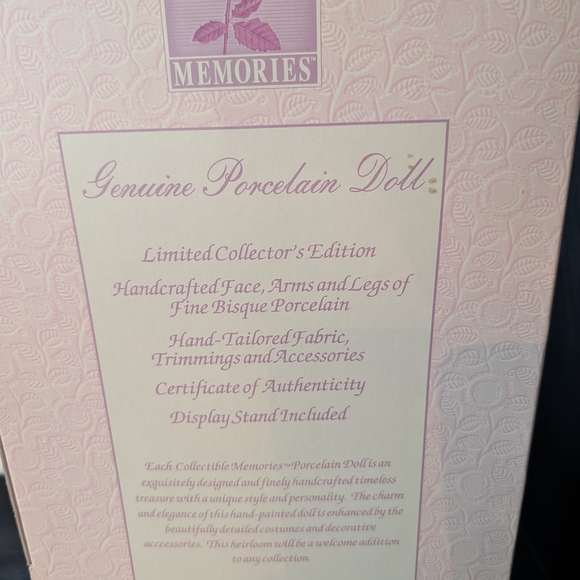 MEMORIES™
Genuine Porcelain Doll
Limited Collector's Edition
Handcrafted Face, Arms and Legs of
Fine Bisque Porcelain
Hand-Tailored Fabric,
Trimmings and Accessories
Certificate of Authenticity
Display Stand Included
Each Collectible Memories™ Porcelain Doll is an
exquisitely designed and finely handcrafted timeless
treasure with a unique style and personality. The charm
and elegance of this hand-painted doll is enhanced by the
beautifully detailed costumes and decorative
acccessories. This heirloom will be a welcome addition
to any collection.